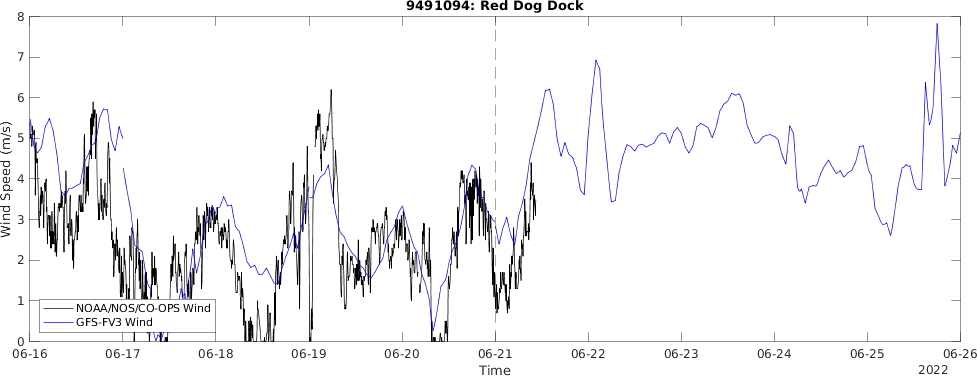 9491094: Red Dog Dock
Wind Speed (m/s)
8
7
6
5
4
3
2
1
0
NOAA/NOS/CO-OPS Wind
GFS-FV3 Wind
06-16 06-17 06-18 06-19 06-20 06-21 06-22 06-23 06-24 06-25 06-26
Time
2022